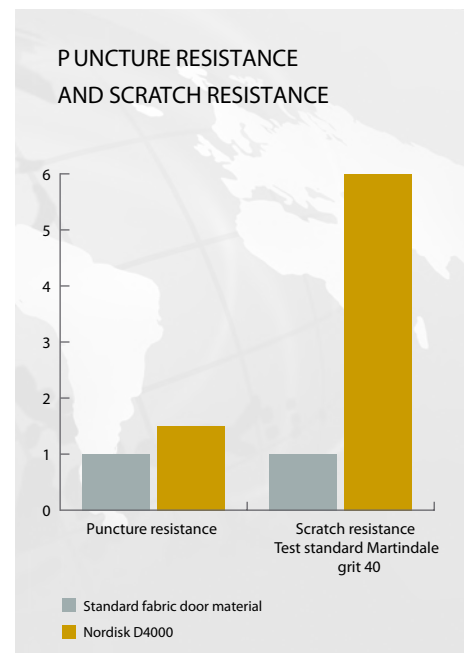 PUNCTURE RESISTANCE
AND SCRATCH RESISTANCE
6
5
4
3
2
1
0
Puncture resistance
Scratch resistance
Test standard Martindale
grit 40
Standard fabric door material
Nordisk D4000